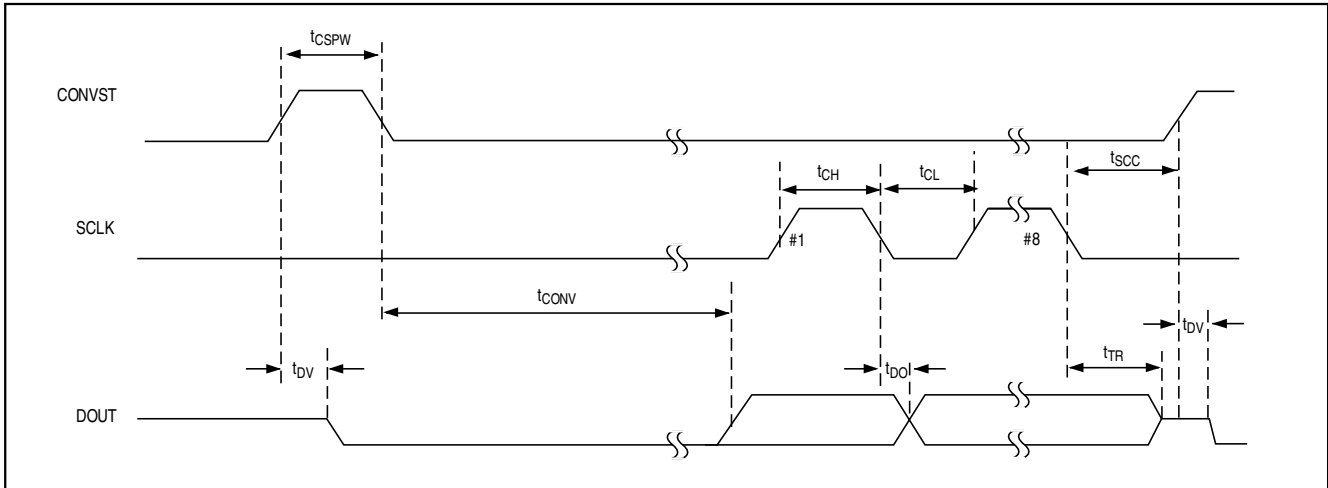 tCSPW
CONVST
tSCC
tCH
tCL
SCLK
#1
#8
tCONV
tDV
tTR
tDV
tDO
DOUT